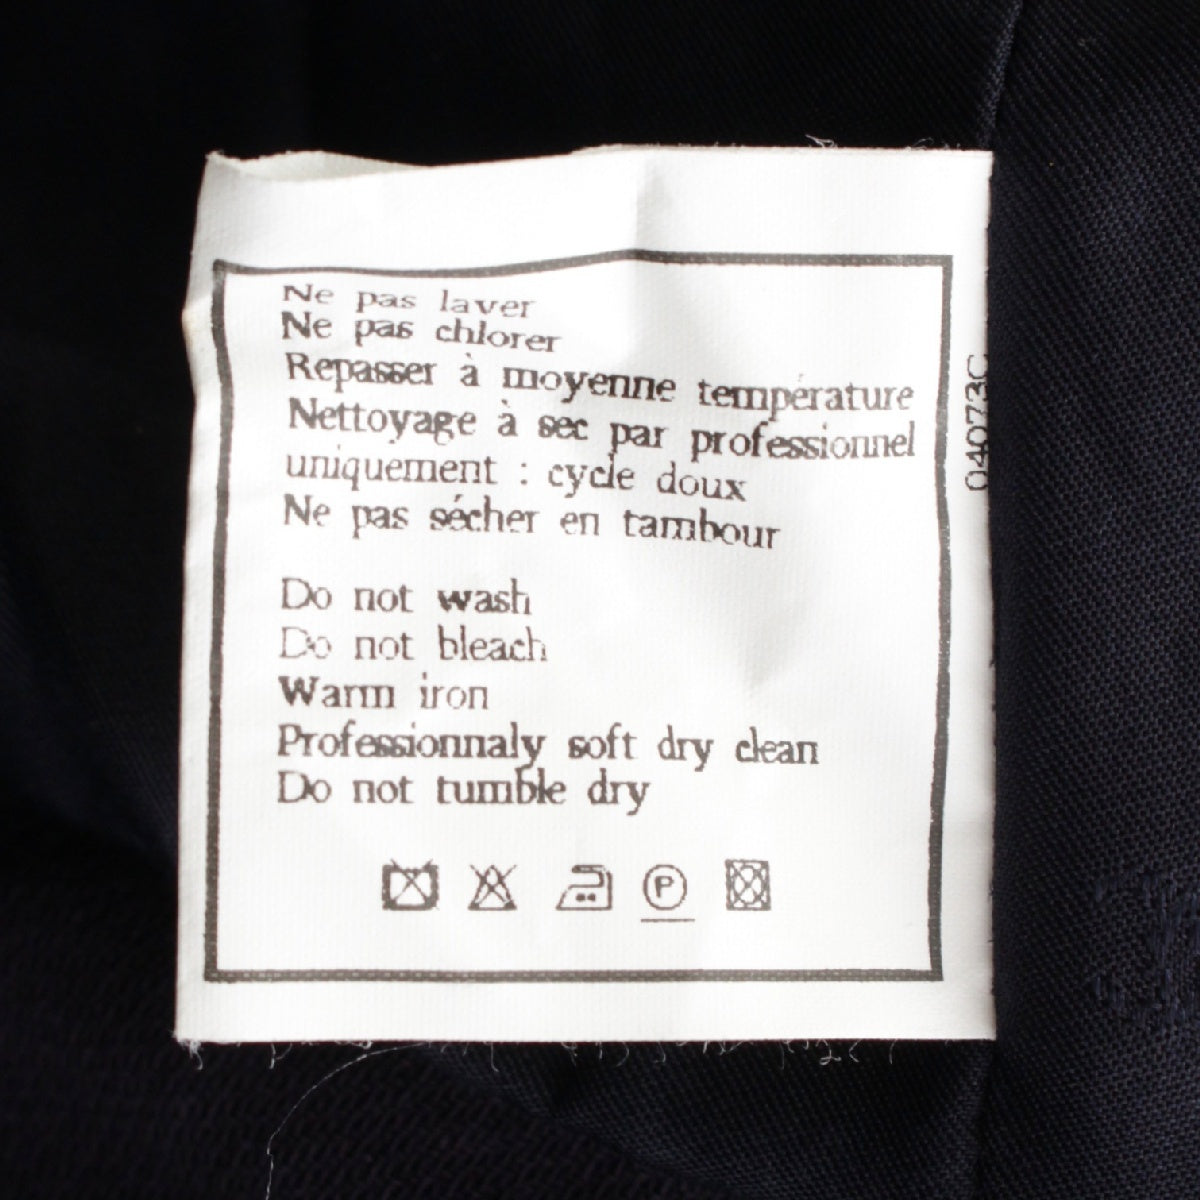 Ne pas laver
Ne pas chlorer
Repasser à moyenne température
Nettoyage à sec par professionnel
uniquement : cycle doux
Ne pas sécher en tambour
Do not wash
Do not bleach
Warm iron
Professionnaly soft dry clean
Do not tumble dry
P
04073C